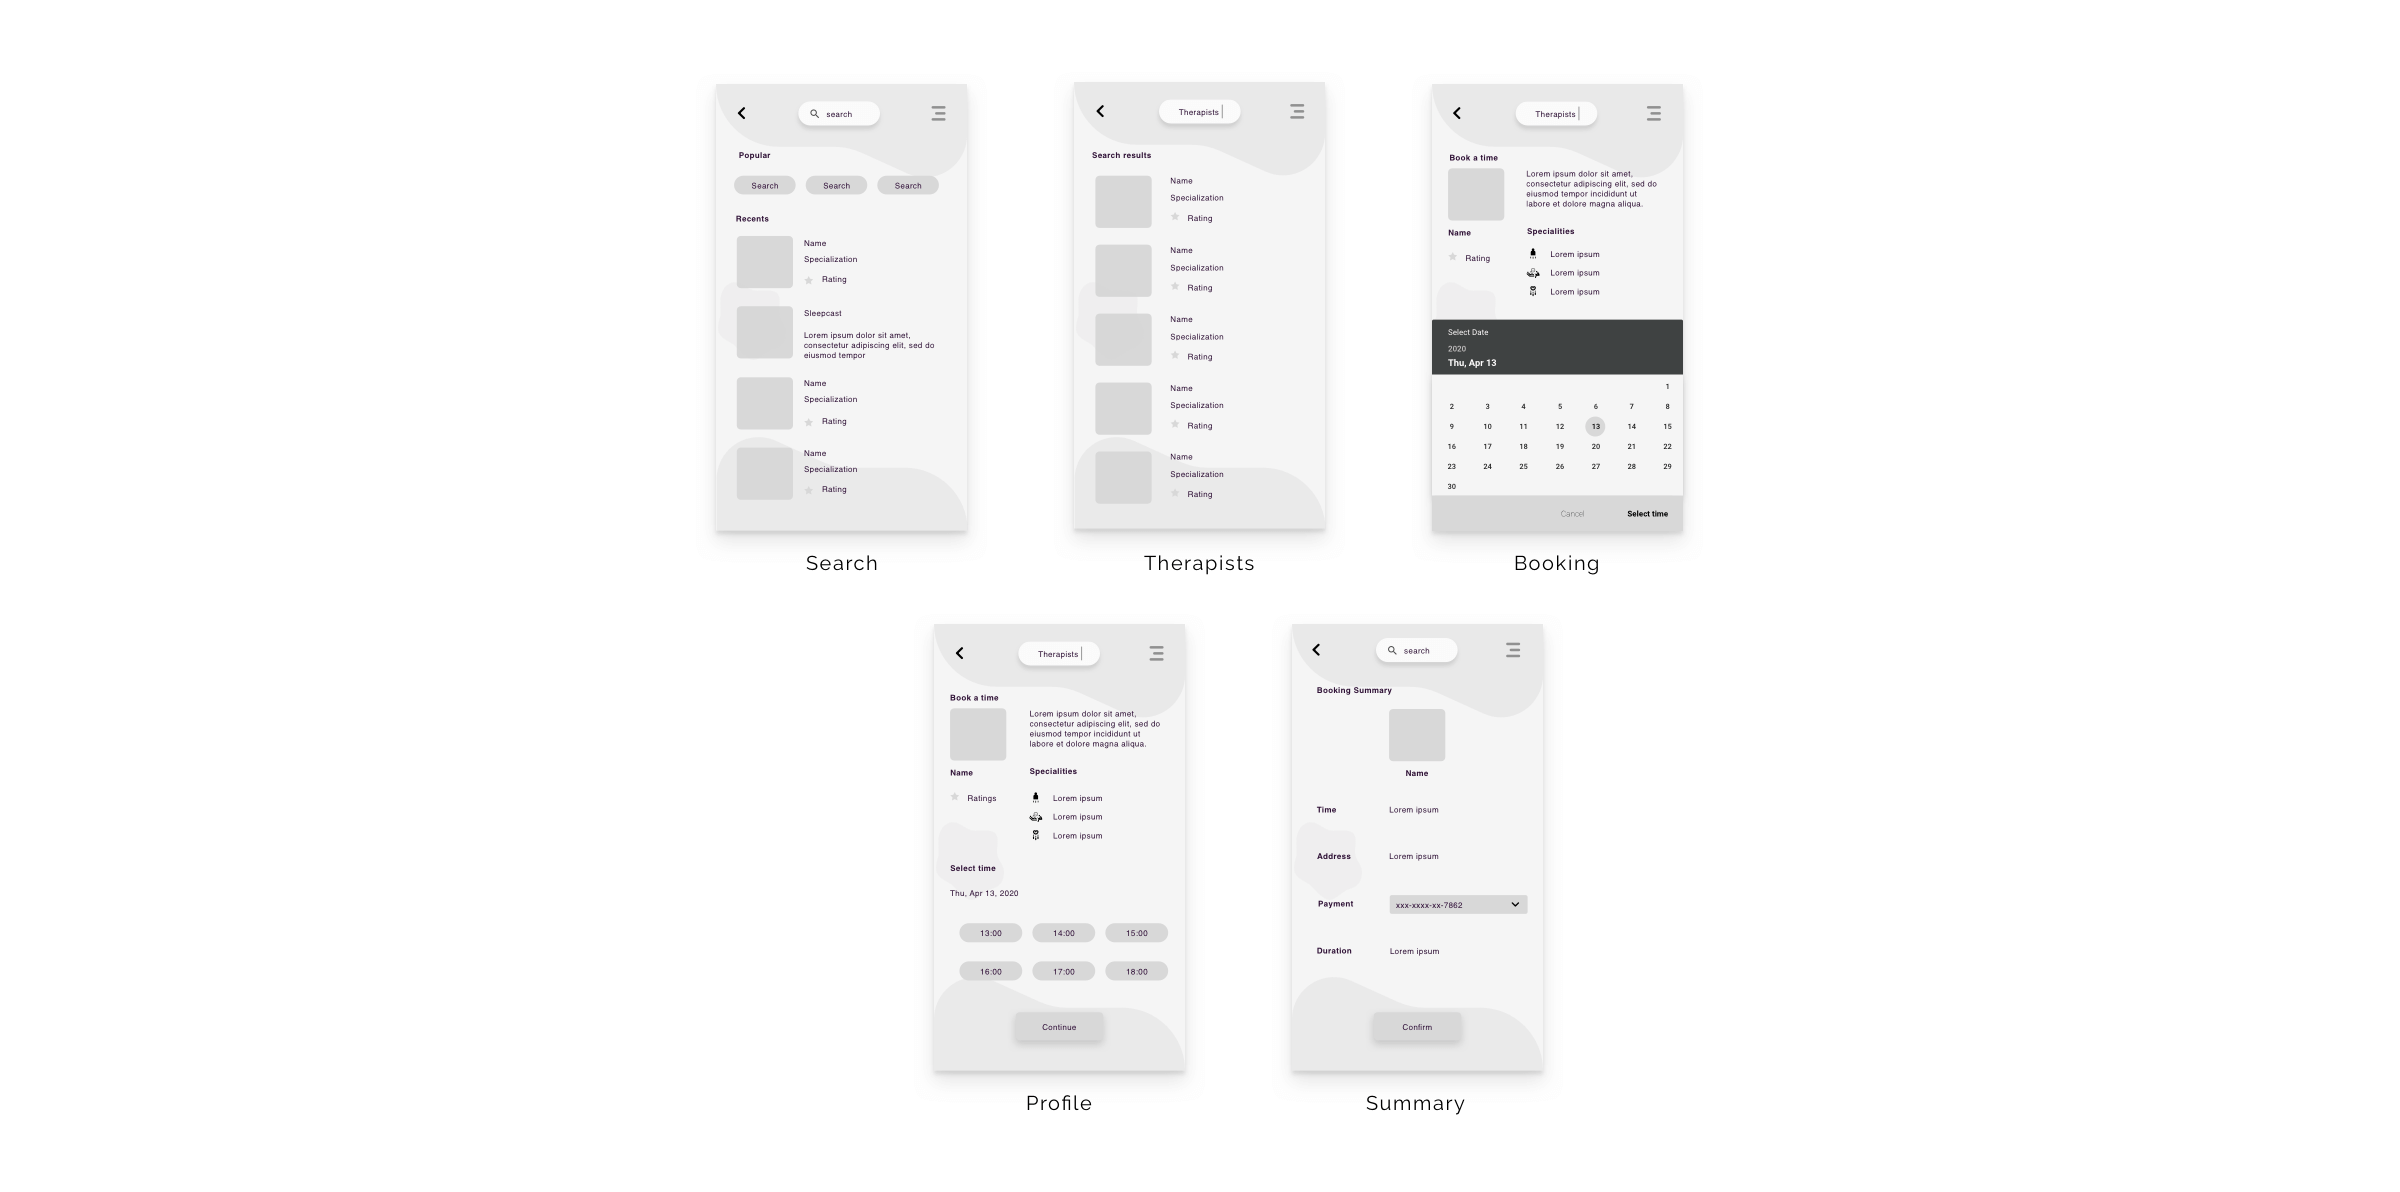 search
Popular
Search Search Search
Recents
Name
Specialization
Rating
Sleepcast
Lorem ipsum dolor sit amet,
consectetur adipiscing elit, sed do
eiusmod tempor
Name
Specialization
Rating
Name
Specialization
Rating
Search
Therapists
Search results
Name
Specialization
Rating
Name
Specialization
Rating
Name
Specialization
Rating
Name
Specialization
Rating
Name
Specialization
Rating
Therapists
Therapists
Book a time
Lorem ipsum dolor sit amet,
consectetur adipiscing elit, sed do
eiusmod tempor incididunt ut
labore et dolore magna aliqua.
Name
Rating
Specialities
Lorem ipsum
Lorem ipsum
Lorem ipsum
Select Date
2020
Thu, Apr 13
1
2 3 4 5 6 7 8
9 10 11 12 13 14 15
16 17 18 19 20 21 22
23 24 25 26 27 28 29
30
Cancel Select time
Booking
Therapists
Book a time
Lorem ipsum dolor sit amet,
consectetur adipiscing elit, sed do
eiusmod tempor incididunt ut
labore et dolore magna aliqua.
Name
Ratings
Specialities
Lorem ipsum
Lorem ipsum
Lorem ipsum
Select time
Thu, Apr 13, 2020
13:00 14:00 15:00
16:00 17:00 18:00
Continue
Profile
search
Booking Summary
Name
Time Lorem ipsum
Address Lorem ipsum
Payment xxx-xxxx-xx-7862
Duration Lorem ipsum
Confirm
Summary